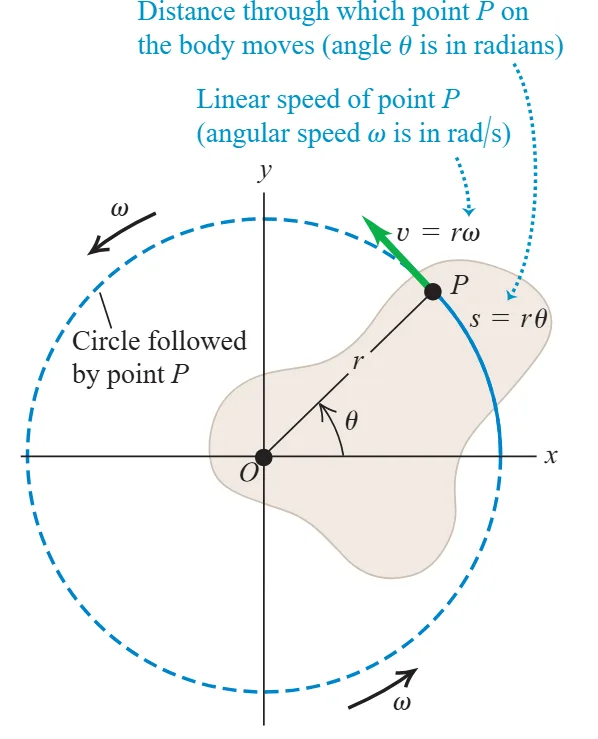 Distance through which point P on
the body moves (angle θ is in radians)
Linear speed of point P
(angular speed ω is in rad/s)
y
ω
v = rω
P
s = rθ
Circle followed
by point P
r
θ
x
O
ω